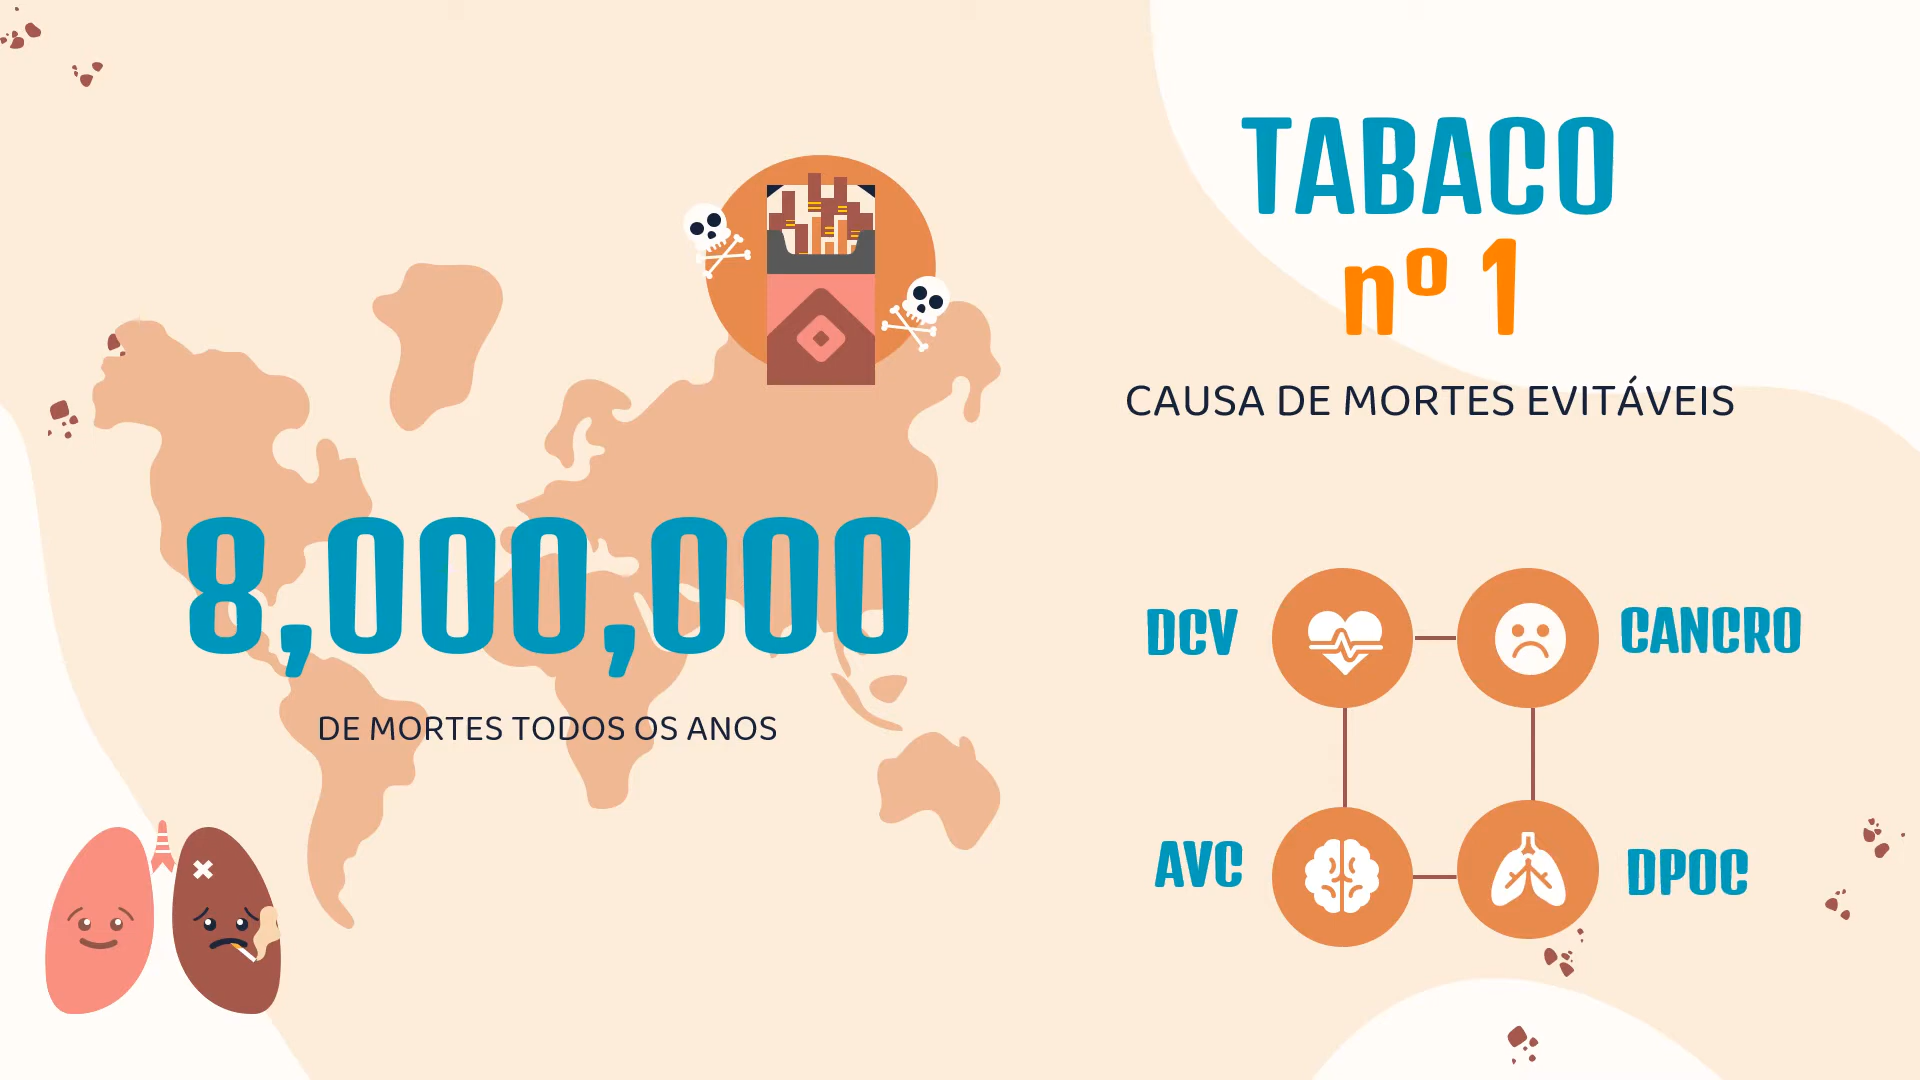 TABACO
nº 1
CAUSA DE MORTES EVITÁVEIS
8,000,000
DE MORTES TODOS OS ANOS
DCV
CANCRO
AVC
DPOC